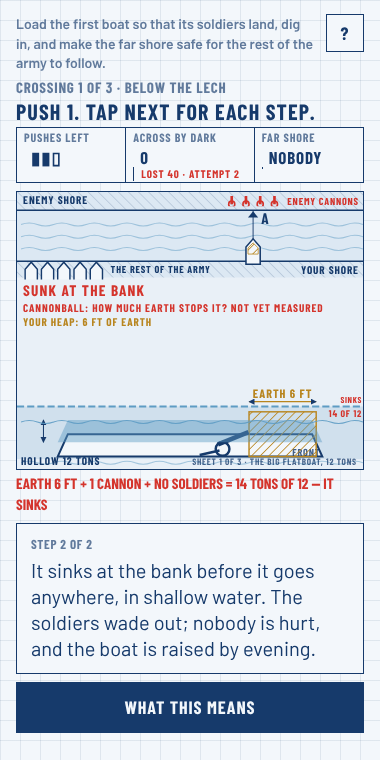 Load the first boat so that its soldiers land, dig
in, and make the far shore safe for the rest of the
army to follow.
?
CROSSING 1 OF 3 · BELOW THE LECH
PUSH 1. TAP NEXT FOR EACH STEP.
PUSHES LEFT
ACROSS BY DARK
0
LOST 40 · ATTEMPT 2
FAR SHORE
NOBODY
ENEMY SHORE
ENEMY CANNONS
A
THE REST OF THE ARMY
YOUR SHORE
SUNK AT THE BANK
CANNONBALL: HOW MUCH EARTH STOPS IT? NOT YET MEASURED
YOUR HEAP: 6 FT OF EARTH
EARTH 6 FT
SINKS
14 OF 12
FRONT
HOLLOW 12 TONS
SHEET 1 OF 3 · THE BIG FLATBOAT, 12 TONS
EARTH 6 FT + 1 CANNON + NO SOLDIERS = 14 TONS OF 12 – IT
SINKS
STEP 2 OF 2
It sinks at the bank before it goes
anywhere, in shallow water. The
soldiers wade out; nobody is hurt,
and the boat is raised by evening.
WHAT THIS MEANS